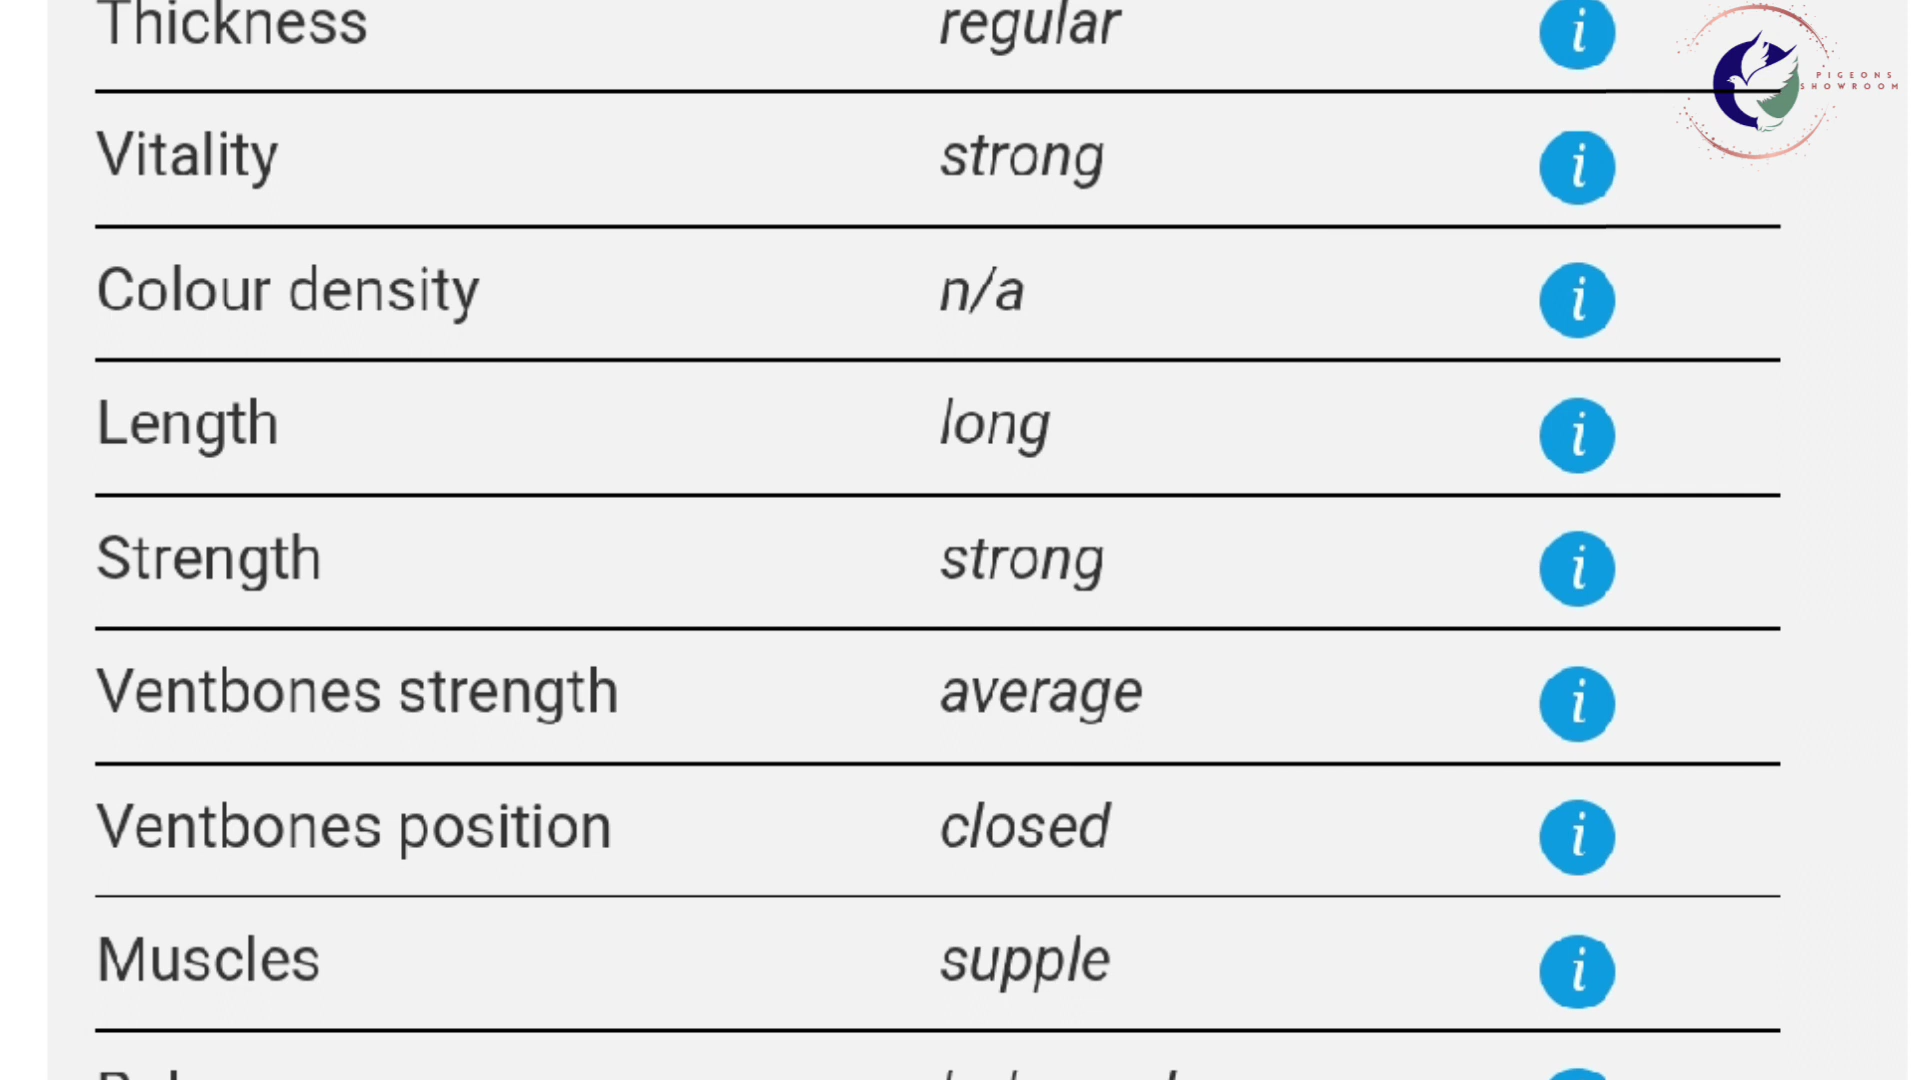 Thickness regular i
PIGEONS
SHOWROOM
Vitality strong i
Colour density n/a i
Length long i
Strength strong i
Ventbones strength average i
Ventbones position closed i
Muscles supple i